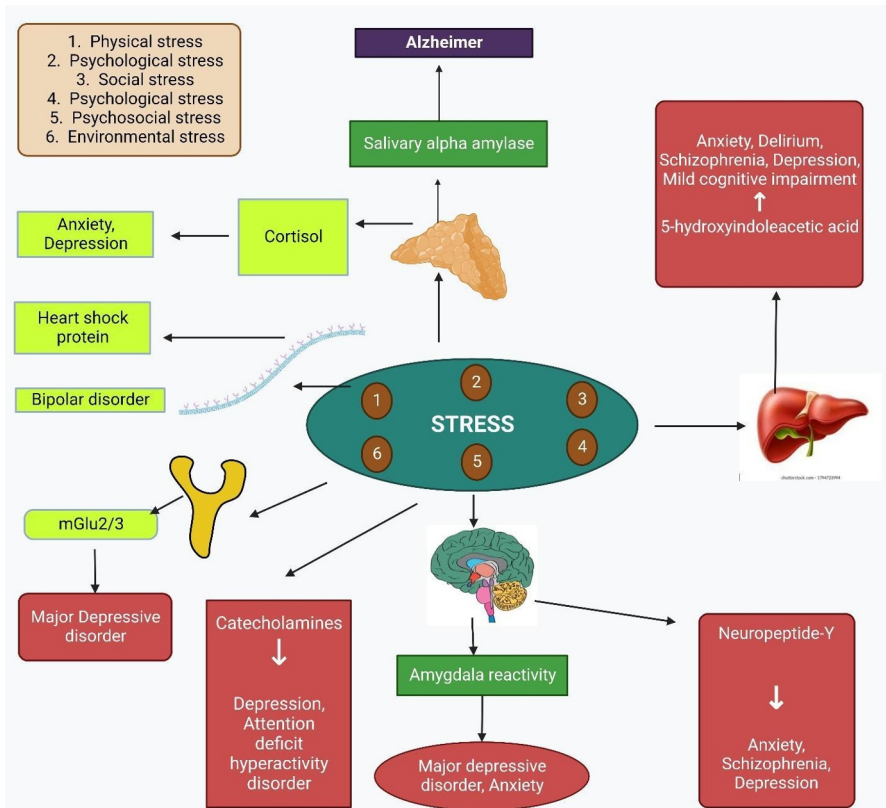 1. Physical stress
2. Psychological stress
3. Social stress
4. Psychological stress
5. Psychosocial stress
6. Environmental stress
Alzheimer
Salivary alpha amylase
Anxiety, Delirium,
Schizophrenia, Depression,
Mild cognitive impairment
5-hydroxyindoleacetic acid
Anxiety,
Depression
Cortisol
Heart shock
protein
Bipolar disorder
1
2
3
STRESS
6
5
4
shutterstock.com · 1794723994
mGlu2/3
Major Depressive
disorder
Catecholamines
Depression,
Attention
deficit
hyperactivity
disorder
Amygdala reactivity
Major depressive
disorder, Anxiety
Neuropeptide-Y
Anxiety,
Schizophrenia,
Depression